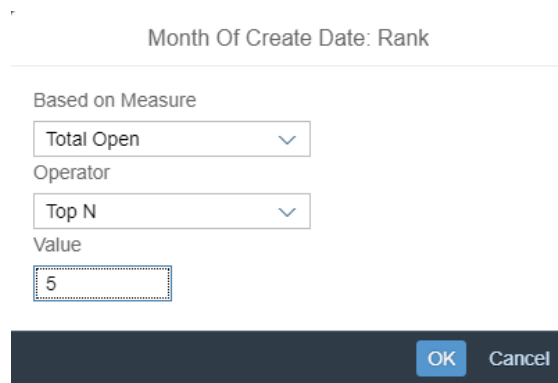 Month Of Create Date: Rank
Based on Measure
Total Open
Operator
Top N
Value
5
OK Cancel